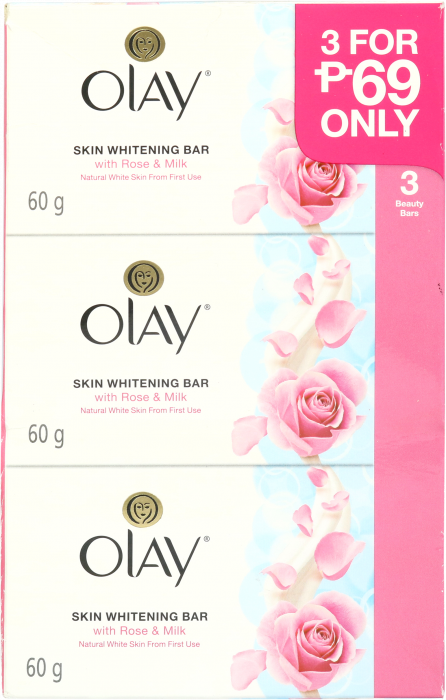 3 FOR
₱69
ONLY
3
Beauty
Bars
OLAY®
SKIN WHITENING BAR
with Rose & Milk
Natural White Skin From First Use
60 g
OLAY®
SKIN WHITENING BAR
with Rose & Milk
Natural White Skin From First Use
60 g
OLAY®
SKIN WHITENING BAR
with Rose & Milk
Natural White Skin From First Use
60 g